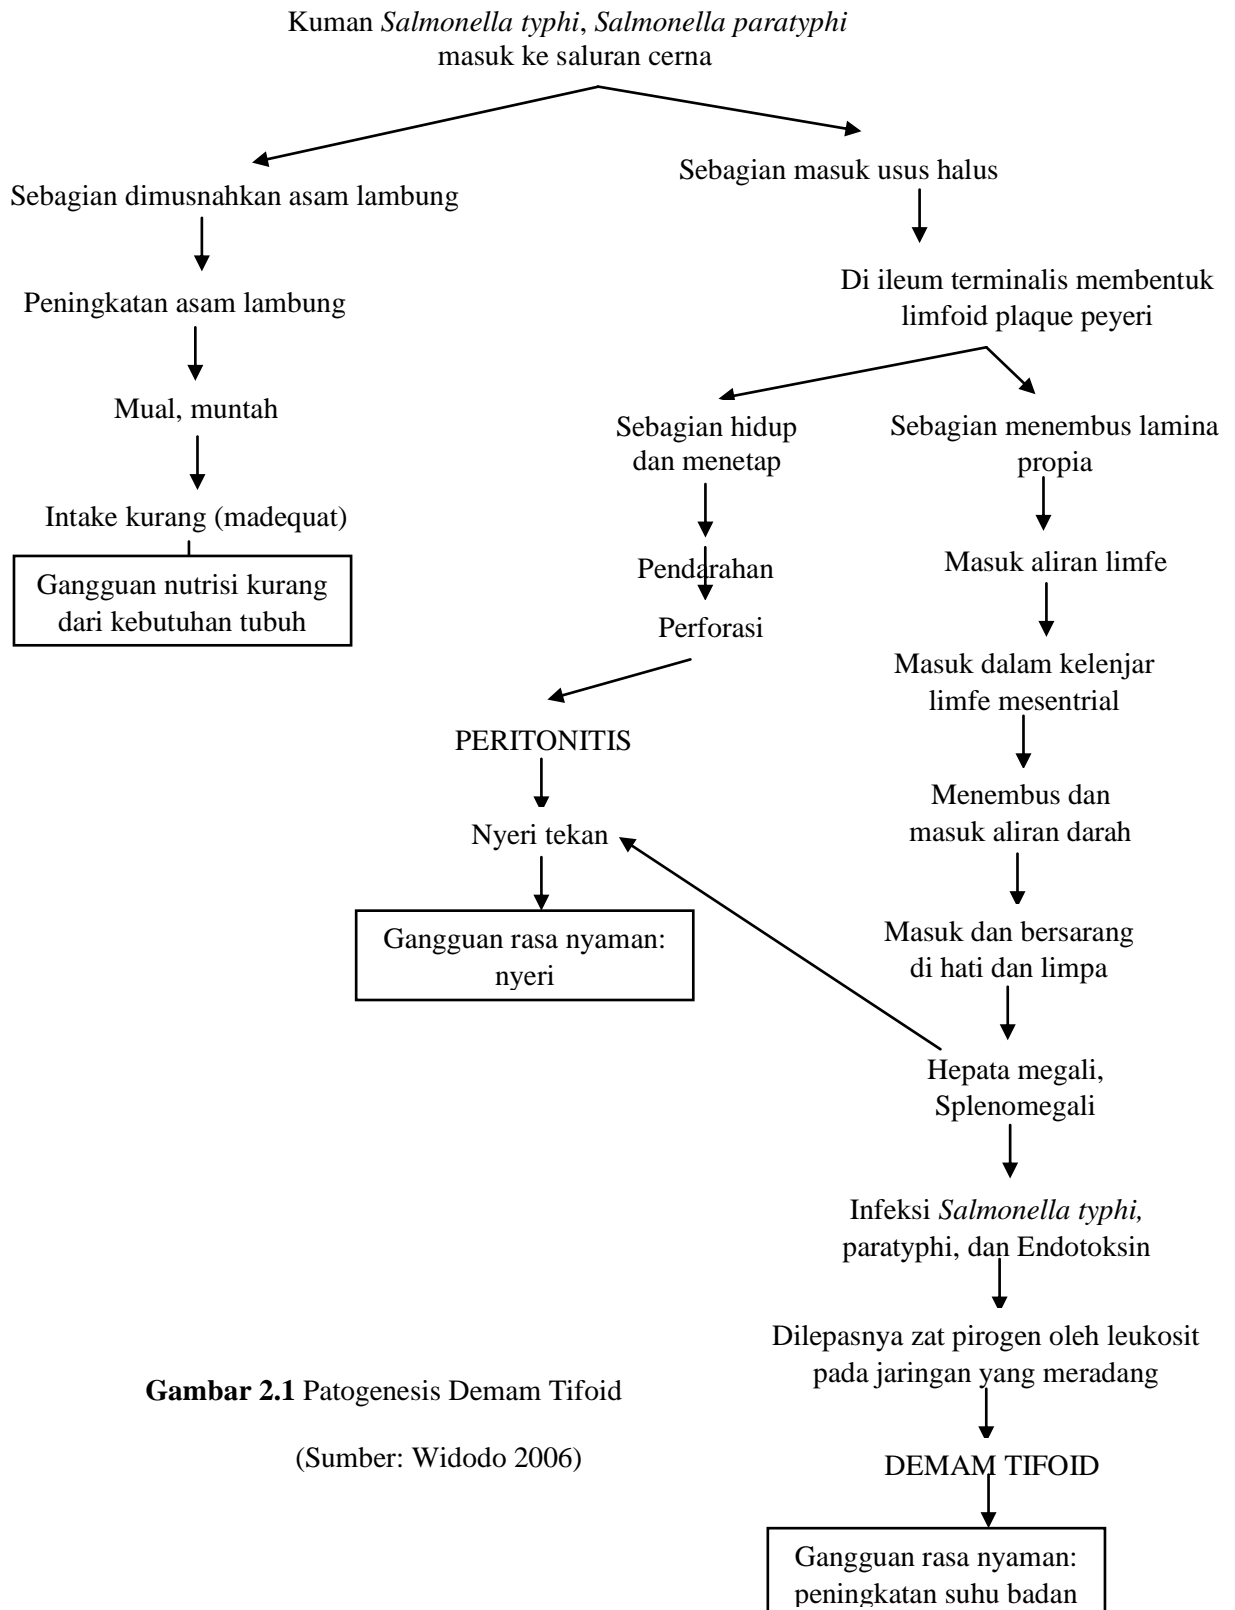 Kuman Salmonella typhi, Salmonella paratyphi
masuk ke saluran cerna
Sebagian dimusnahkan asam lambung
Peningkatan asam lambung
Mual, muntah
Intake kurang (madequat)
Gangguan nutrisi kurang
dari kebutuhan tubuh
Sebagian masuk usus halus
Di ileum terminalis membentuk
limfoid plaque peyeri
Sebagian hidup
dan menetap
Pendarahan
Perforasi
PERITONITIS
Nyeri tekan
Gangguan rasa nyaman:
nyeri
Sebagian menembus lamina
propia
Masuk aliran limfe
Masuk dalam kelenjar
limfe mesentrial
Menembus dan
masuk aliran darah
Masuk dan bersarang
di hati dan limpa
Hepata megali,
Splenomegali
Infeksi Salmonella typhi,
paratyphi, dan Endotoksin
Dilepasnya zat pirogen oleh leukosit
pada jaringan yang meradang
DEMAM TIFOID
Gangguan rasa nyaman:
peningkatan suhu badan
Gambar 2.1 Patogenesis Demam Tifoid
(Sumber: Widodo 2006)